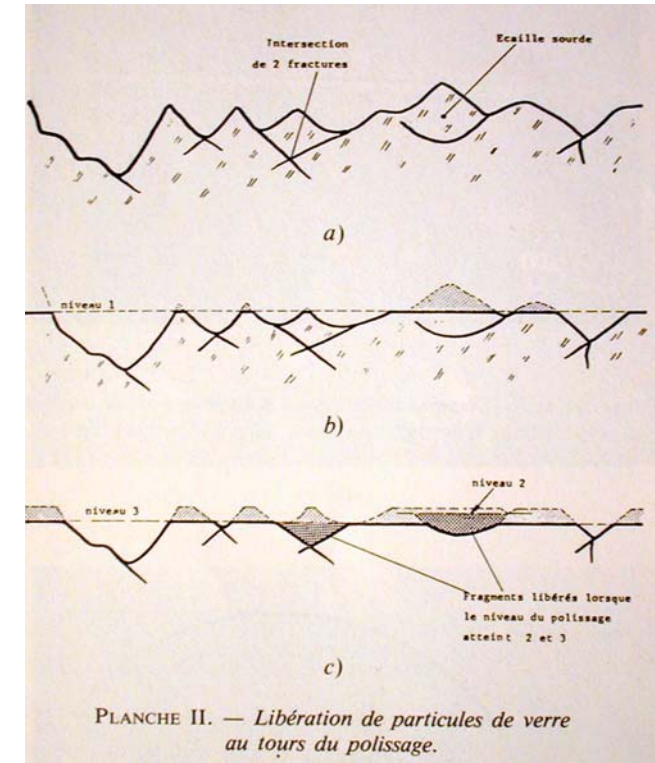 Intersection
de 2 fractures
Ecaille sourde
a)
niveau 1
b)
niveau 2
niveau 3
Fragments libérés lorsque
le niveau du polissage
atteint 2 et 3
c)
PLANCHE II. — Libération de particules de verre
au tours du polissage.